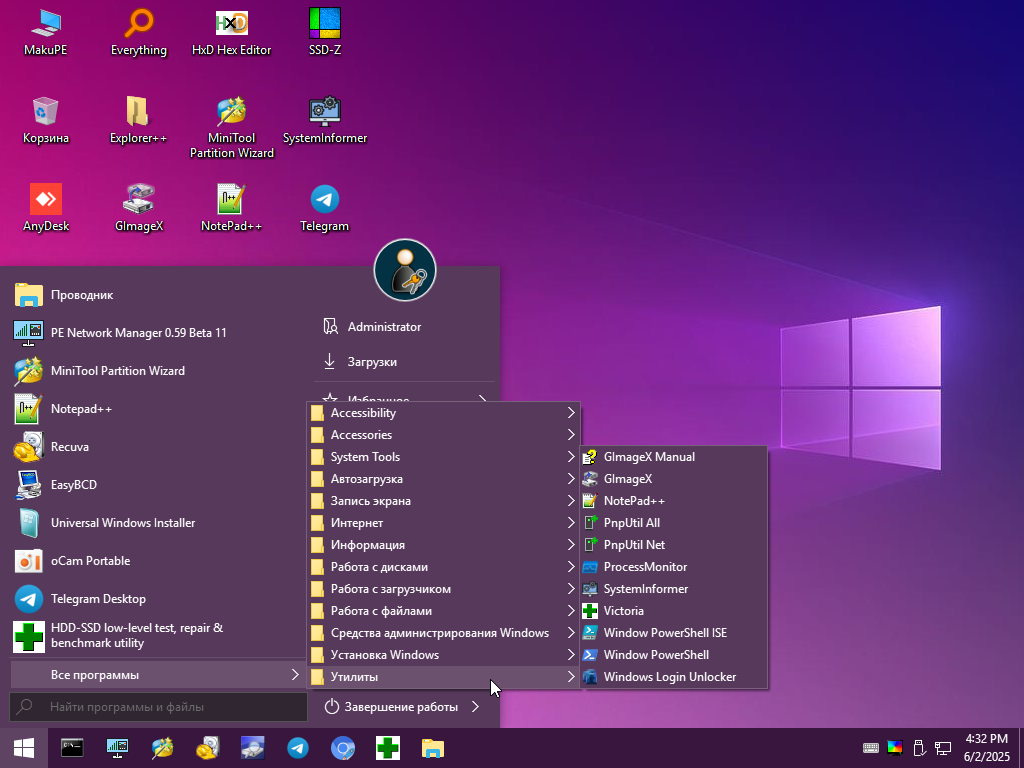 MakuPE
Everything
HxD Hex Editor
SSD-Z
Корзина
Explorer++
MiniTool
Partition Wizard
SystemInformer
AnyDesk
GImageX
NotePad++
Telegram
Проводник
PE Network Manager 0.59 Beta 11
MiniTool Partition Wizard
Notepad++
Recuva
EasyBCD
Universal Windows Installer
oCam Portable
Telegram Desktop
HDD-SSD low-level test, repair &
benchmark utility
Все программы
Найти программы и файлы
Administrator
Загрузки
Избранное
Accessibility
Accessories
System Tools
Автозагрузка
Запись экрана
Интернет
Информация
Работа с дисками
Работа с загрузчиком
Работа с файлами
Средства администрирования Windows
Установка Windows
Утилиты
Завершение работы
GImageX Manual
GImageX
NotePad++
PnpUtil All
PnpUtil Net
ProcessMonitor
SystemInformer
Victoria
Window PowerShell ISE
Window PowerShell
Windows Login Unlocker
4:32 PM
6/2/2025